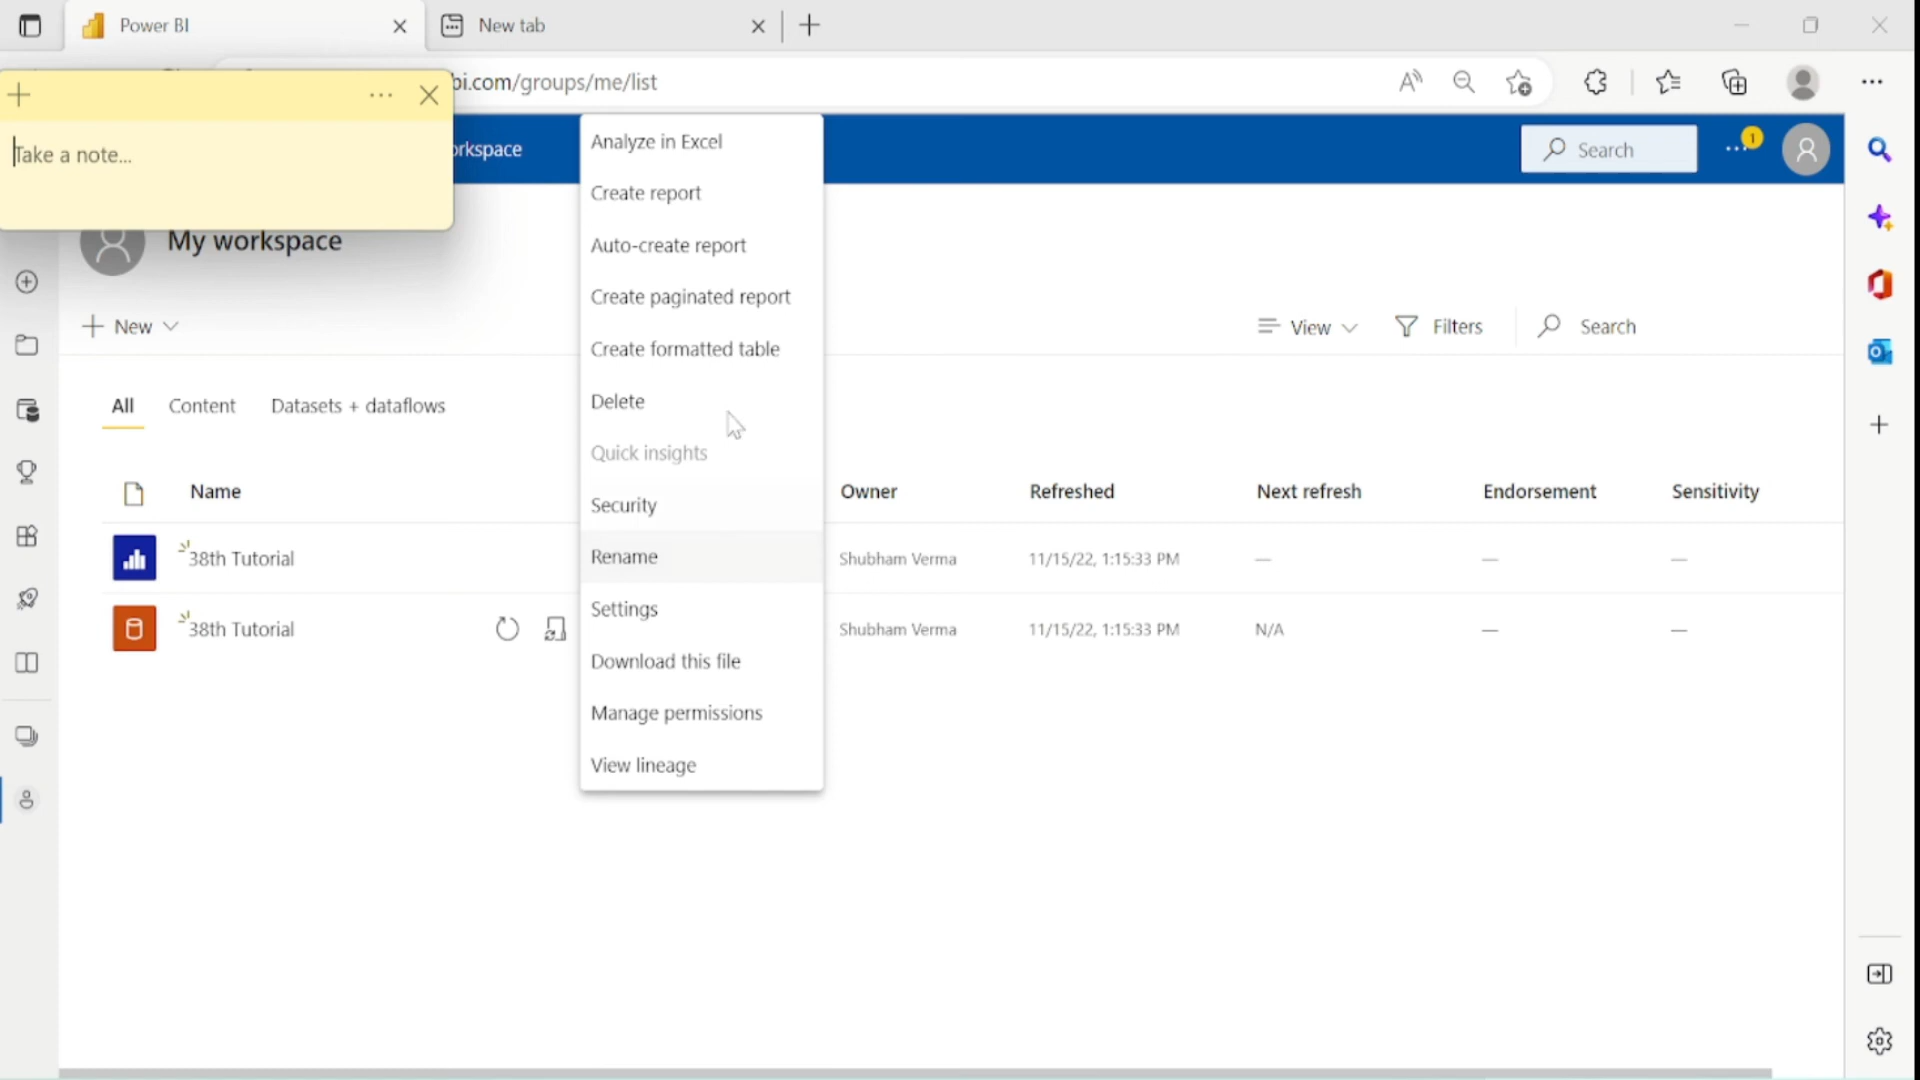 Power BI
New tab
bi.com/groups/me/list
Take a note...
orkspace
Search
1
My workspace
New
Analyze in Excel
Create report
Auto-create report
Create paginated report
Create formatted table
Delete
Quick insights
Security
Rename
Settings
Download this file
Manage permissions
View lineage
View
Filters
Search
All
Content
Datasets + dataflows
Name
Owner
Refreshed
Next refresh
Endorsement
Sensitivity
38th Tutorial
Shubham Verma
11/15/22, 1:15:33 PM
—
—
—
38th Tutorial
Shubham Verma
11/15/22, 1:15:33 PM
N/A
—
—